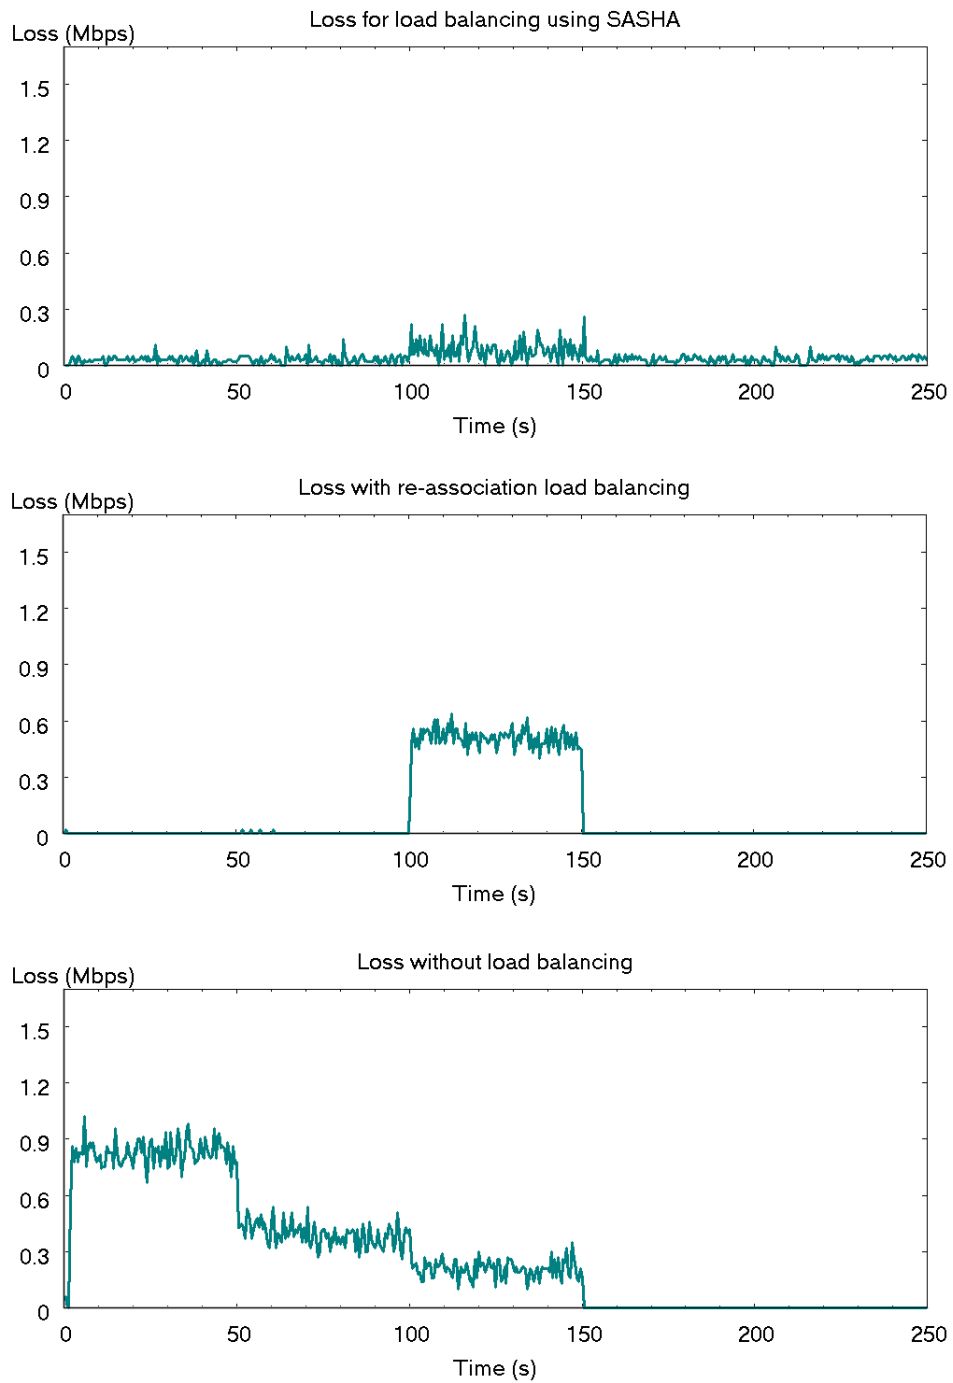 Loss for load balancing using SASHA
Loss (Mbps)
1.5
1.2
0.9
0.6
0.3
0
0 50 100 150 200 250
Time (s)
Loss with re-association load balancing
Loss (Mbps)
1.5
1.2
0.9
0.6
0.3
0
0 50 100 150 200 250
Time (s)
Loss without load balancing
Loss (Mbps)
1.5
1.2
0.9
0.6
0.3
0
0 50 100 150 200 250
Time (s)